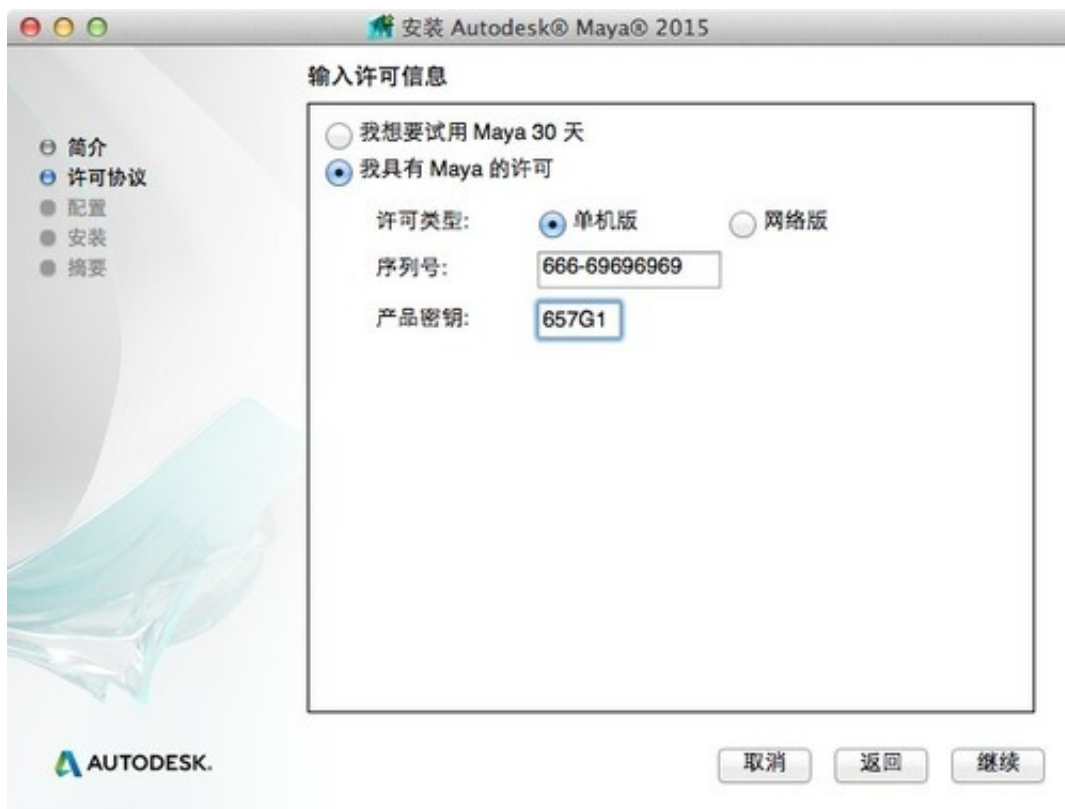 安装 Autodesk® Maya® 2015
输入许可信息
简介
许可协议
配置
安装
摘要
我想要试用 Maya 30 天
我具有 Maya 的许可
许可类型: 单机版 网络版
序列号: 666-69696969
产品密钥: 657G1
AUTODESK.
取消 返回 继续